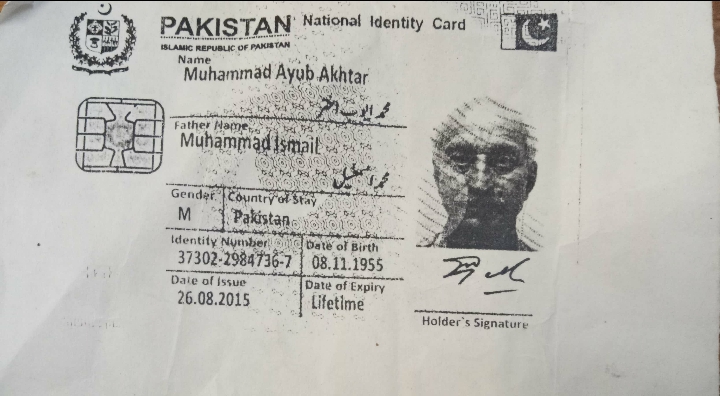 PAKISTAN National Identity Card
ISLAMIC REPUBLIC OF PAKISTAN
Name
Muhammad Ayub Akhtar
محمد ایوب اختر
Father Name
Muhammad Ismail
محمد اسمٰعیل
Gender Country of Stay
M Pakistan
Identity Number Date of Birth
37302-2984736-7 08.11.1955
Date of Issue Date of Expiry
26.08.2015 Lifetime
Holder's Signature